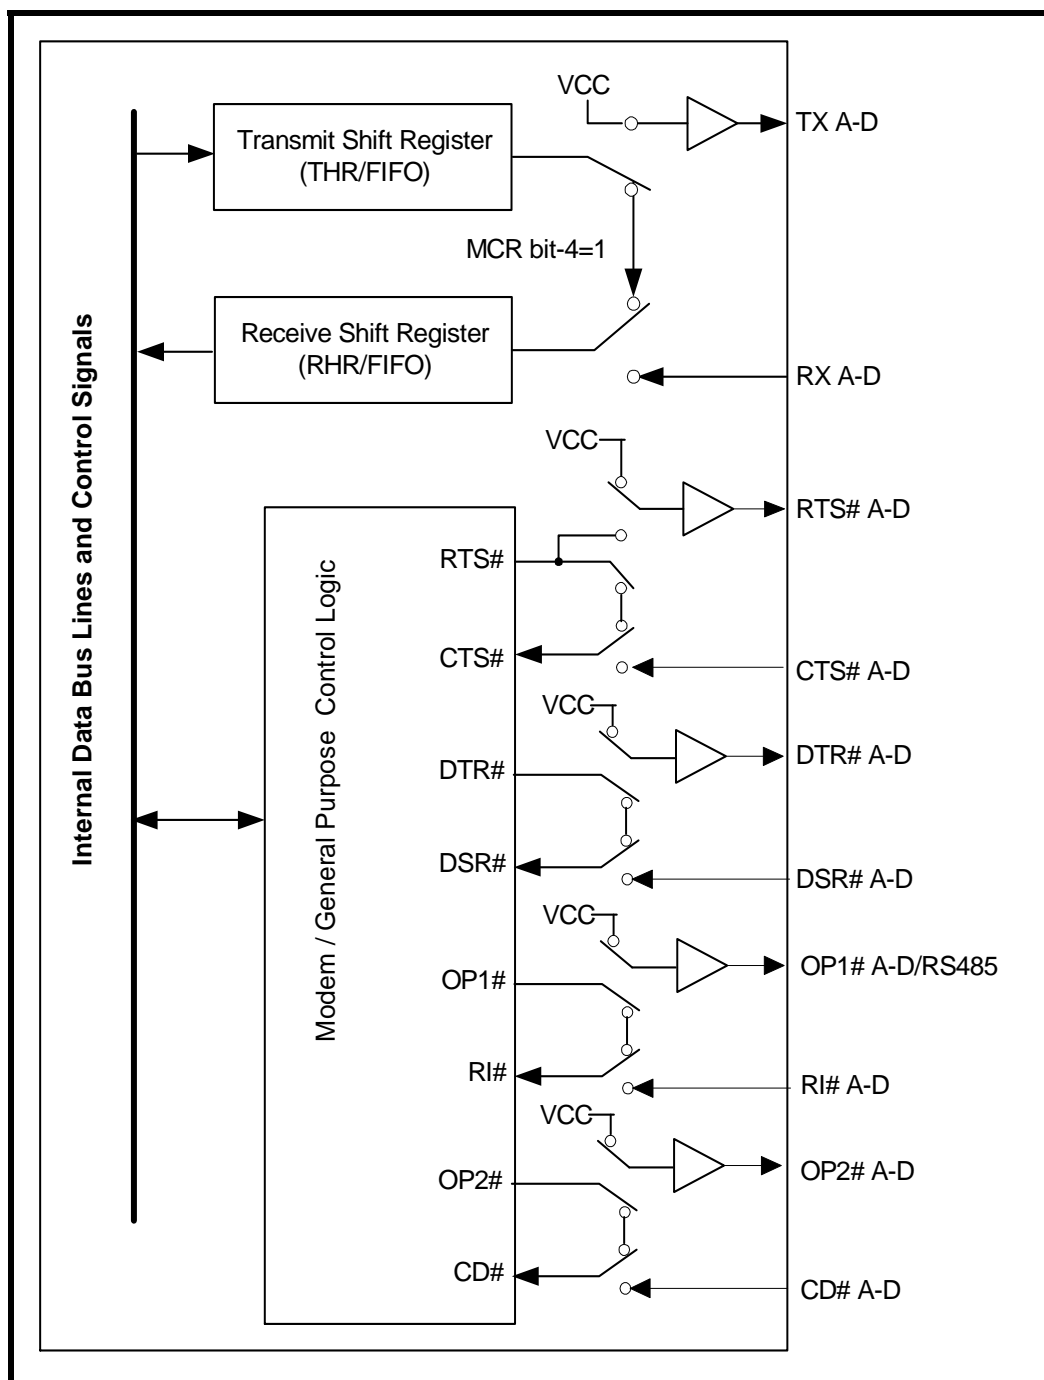 VCC
TX A-D
Transmit Shift Register
(THR/FIFO)
MCR bit-4=1
Receive Shift Register
(RHR/FIFO)
RX A-D
Internal Data Bus Lines and Control Signals
VCC
RTS# A-D
Modem / General Purpose Control Logic
RTS#
CTS#
CTS# A-D
VCC
DTR# A-D
DTR#
DSR#
DSR# A-D
VCC
OP1# A-D/RS485
OP1#
RI#
RI# A-D
VCC
OP2# A-D
OP2#
CD#
CD# A-D